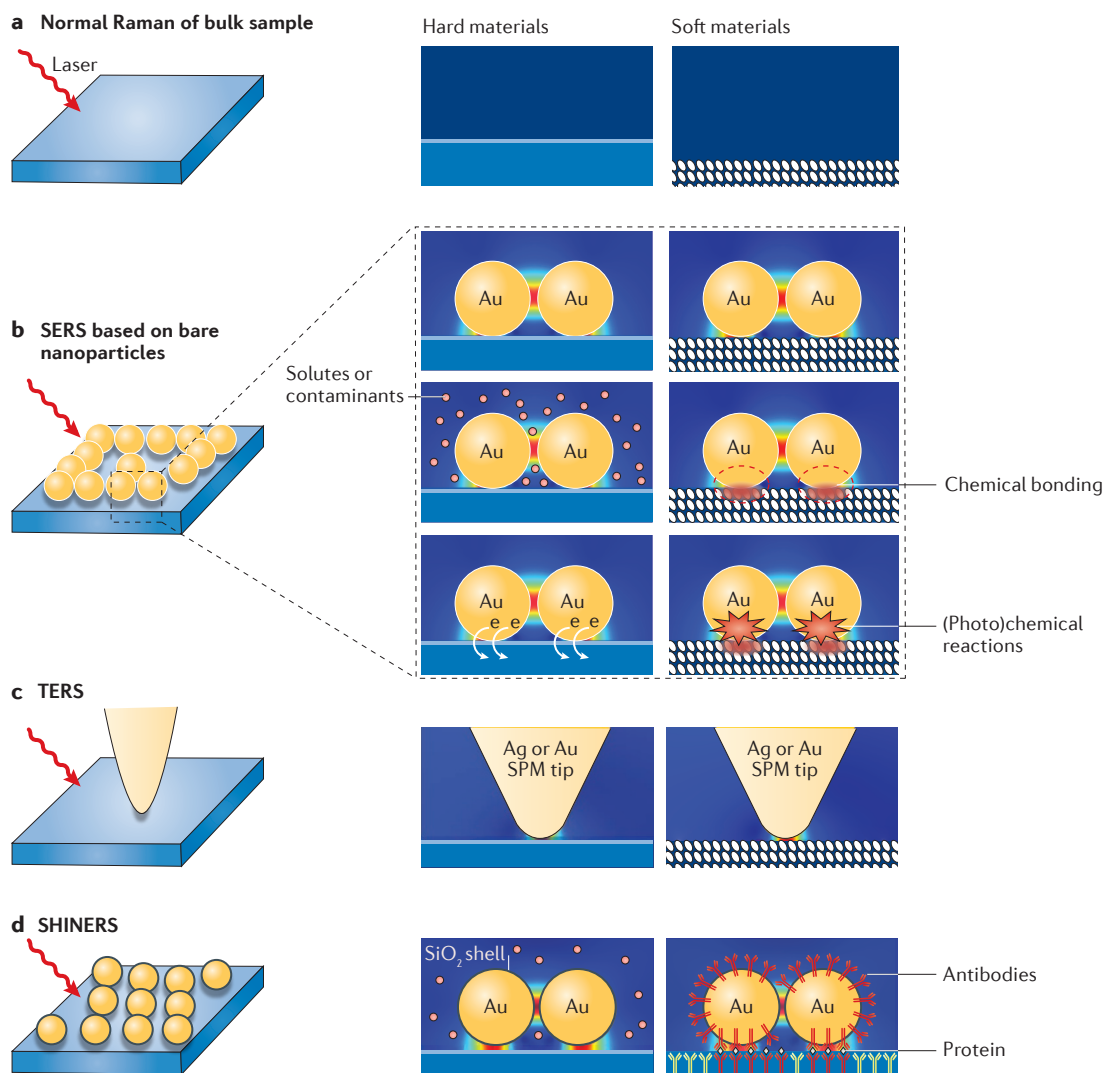 a Normal Raman of bulk sample
Laser
Hard materials
Soft materials
b SERS based on bare
nanoparticles
Au Au
Au Au
Solutes or
contaminants
Au Au
Au Au
Chemical bonding
Au Au
e e e e
Au Au
(Photo)chemical
reactions
c TERS
Ag or Au
SPM tip
Ag or Au
SPM tip
d SHINERS
SiO₂ shell
Au Au
Au Au
Antibodies
Protein